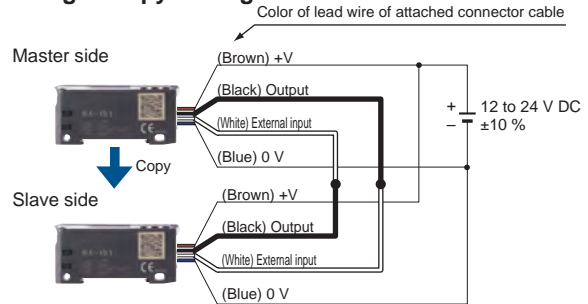 Color of lead wire of attached connector cable
Master side
(Brown) +V
(Black) Output
(White) External input
(Blue) 0 V
+
–
12 to 24 V DC
±10 %
Copy
Slave side
(Brown) +V
(Black) Output
(White) External input
(Blue) 0 V